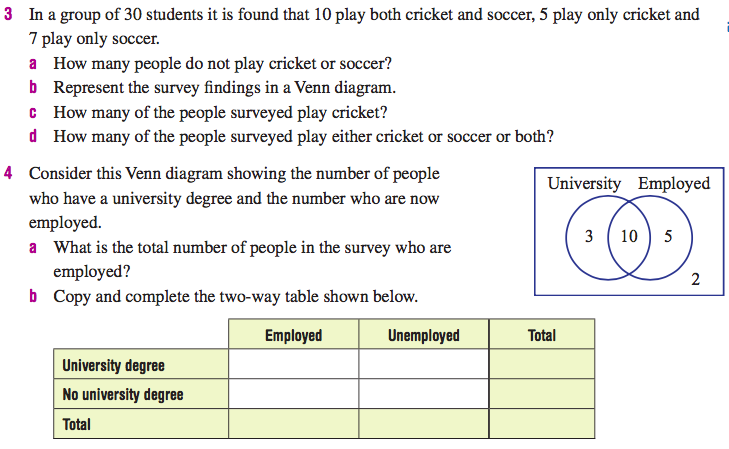 3 In a group of 30 students it is found that 10 play both cricket and soccer, 5 play only cricket and
7 play only soccer.
a How many people do not play cricket or soccer?
b Represent the survey findings in a Venn diagram.
c How many of the people surveyed play cricket?
d How many of the people surveyed play either cricket or soccer or both?
4 Consider this Venn diagram showing the number of people
who have a university degree and the number who are now
employed.
a What is the total number of people in the survey who are
employed?
b Copy and complete the two-way table shown below.
University Employed
3 10 5
2
Employed Unemployed Total
University degree
No university degree
Total